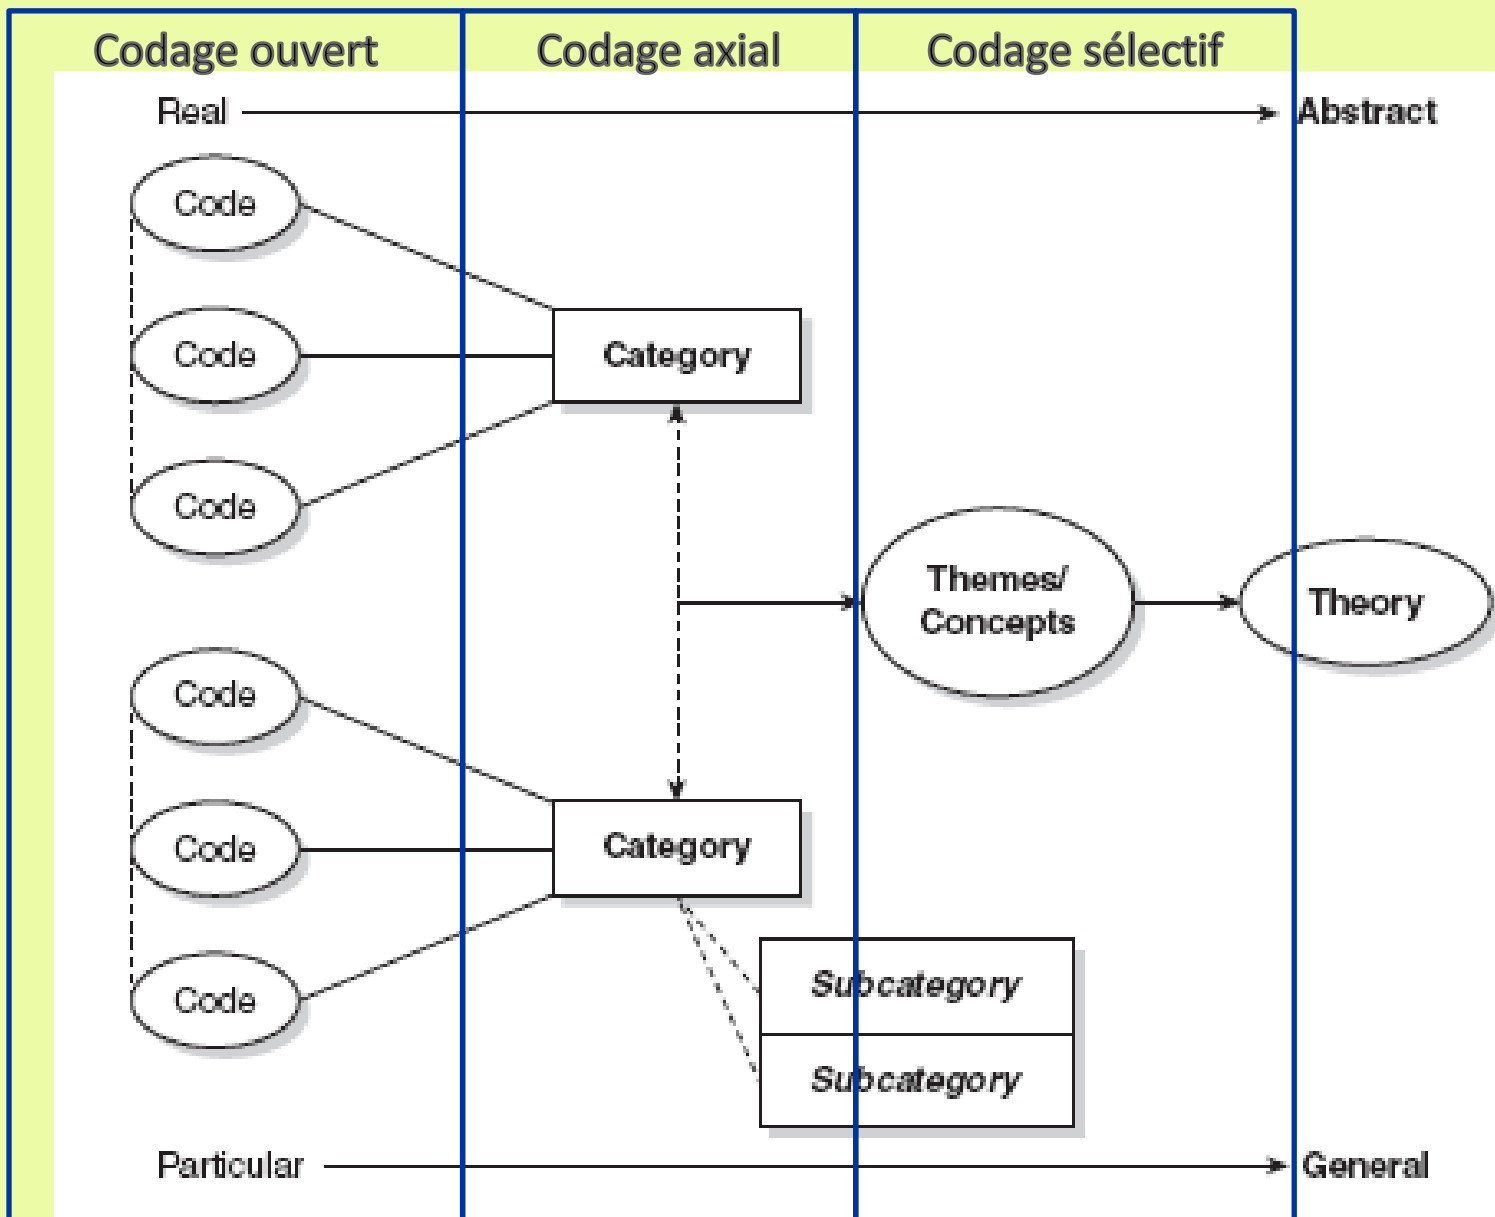 Codage ouvert
Codage axial
Codage sélectif
Real
Abstract
Code
Code
Category
Code
Themes/
Concepts
Theory
Code
Code
Category
Code
Subcategory
Subcategory
Particular
General